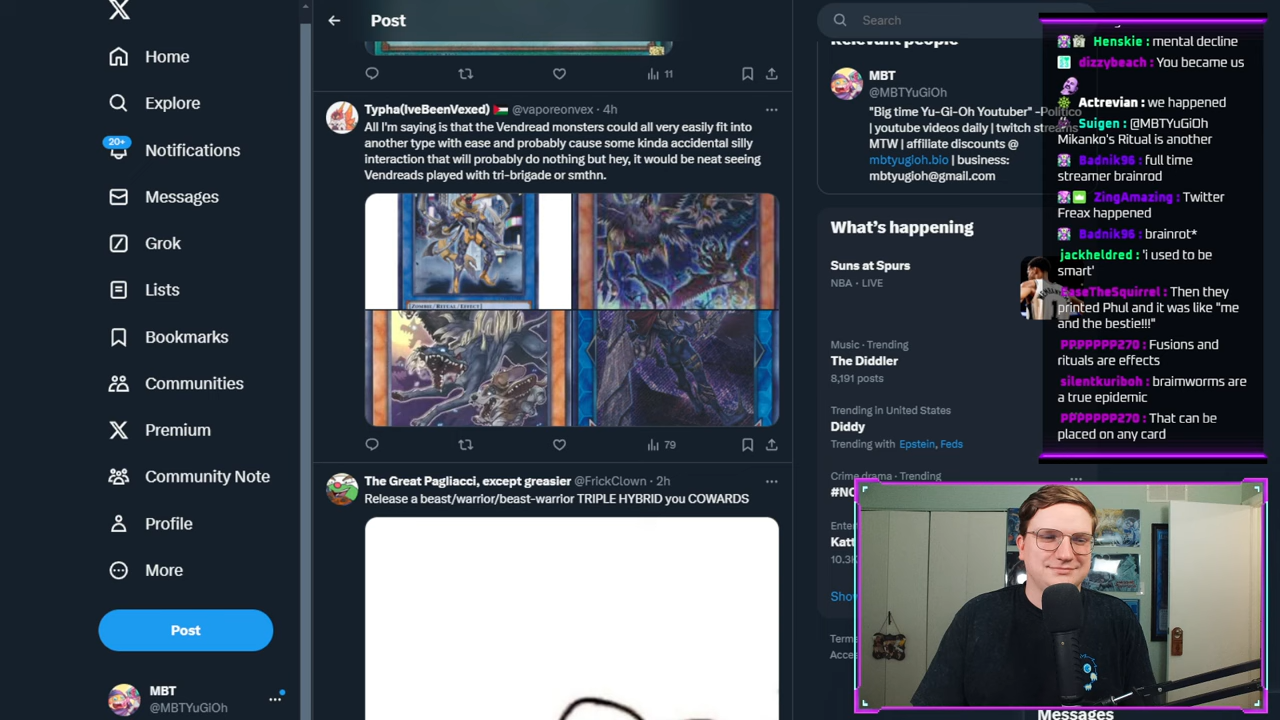 Home
Explore
20+
Notifications
Messages
Grok
Lists
Bookmarks
Communities
Premium
Community Note
Profile
More
Post
MBT
@MBTYuGiOh
Post
11
Typha(IveBeenVexed) 🇵🇸 @vaporeonvex · 4h
All I'm saying is that the Vendread monsters could all very easily fit into
another type with ease and probably cause some kinda accidental silly
interaction that will probably do nothing but hey, it would be neat seeing
Vendreads played with tri-brigade or smthn.
[ZOMBIE/RITUAL/EFFECT]
79
The Great Pagliacci, except greasier @FrickClown · 2h
Release a beast/warrior/beast-warrior TRIPLE HYBRID you COWARDS
Search
Relevant people
MBT
@MBTYuGiOh
"Big time Yu-Gi-Oh Youtuber" -Politico
| youtube videos daily | twitch streams
MTW | affiliate discounts @
mbtyugioh.bio | business:
mbtyugioh@gmail.com
What's happening
Suns at Spurs
NBA · LIVE
Music · Trending
The Diddler
8,191 posts
Trending in United States
Diddy
Trending with Epstein, Feds
Crime drama · Trending
Messages
Henskie : mental decline
dizzybeach : You became us
Actrevian : we happened
Suigen : @MBTYuGiOh
Mikanko's Ritual is another
Badnik96 : full time
streamer brainrod
ZingAmazing : Twitter
Freax happened
Badnik96 : brainrot*
jackheldred : 'i used to be
smart'
EaseTheSquirrel : Then they
printed Phul and it was like "me
and the bestie!!!"
PPPPPPP270 : Fusions and
rituals are effects
silentkuriboh : braimworms are
a true epidemic
PPPPPPP270 : That can be
placed on any card